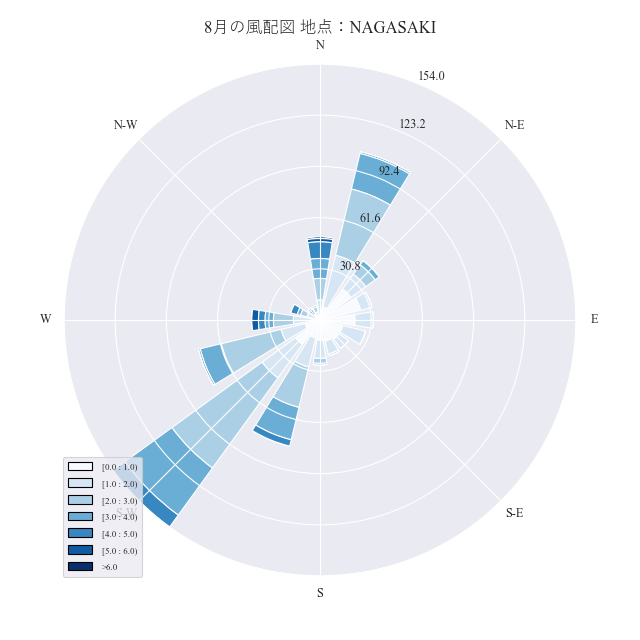 8月の風配図 地点：NAGASAKI
N
154.0
N-W
123.2
N-E
92.4
61.6
30.8
W
E
[0.0 : 1.0)
[1.0 : 2.0)
[2.0 : 3.0)
[3.0 : 4.0)
[4.0 : 5.0)
[5.0 : 6.0)
>6.0
S-W
S-E
S